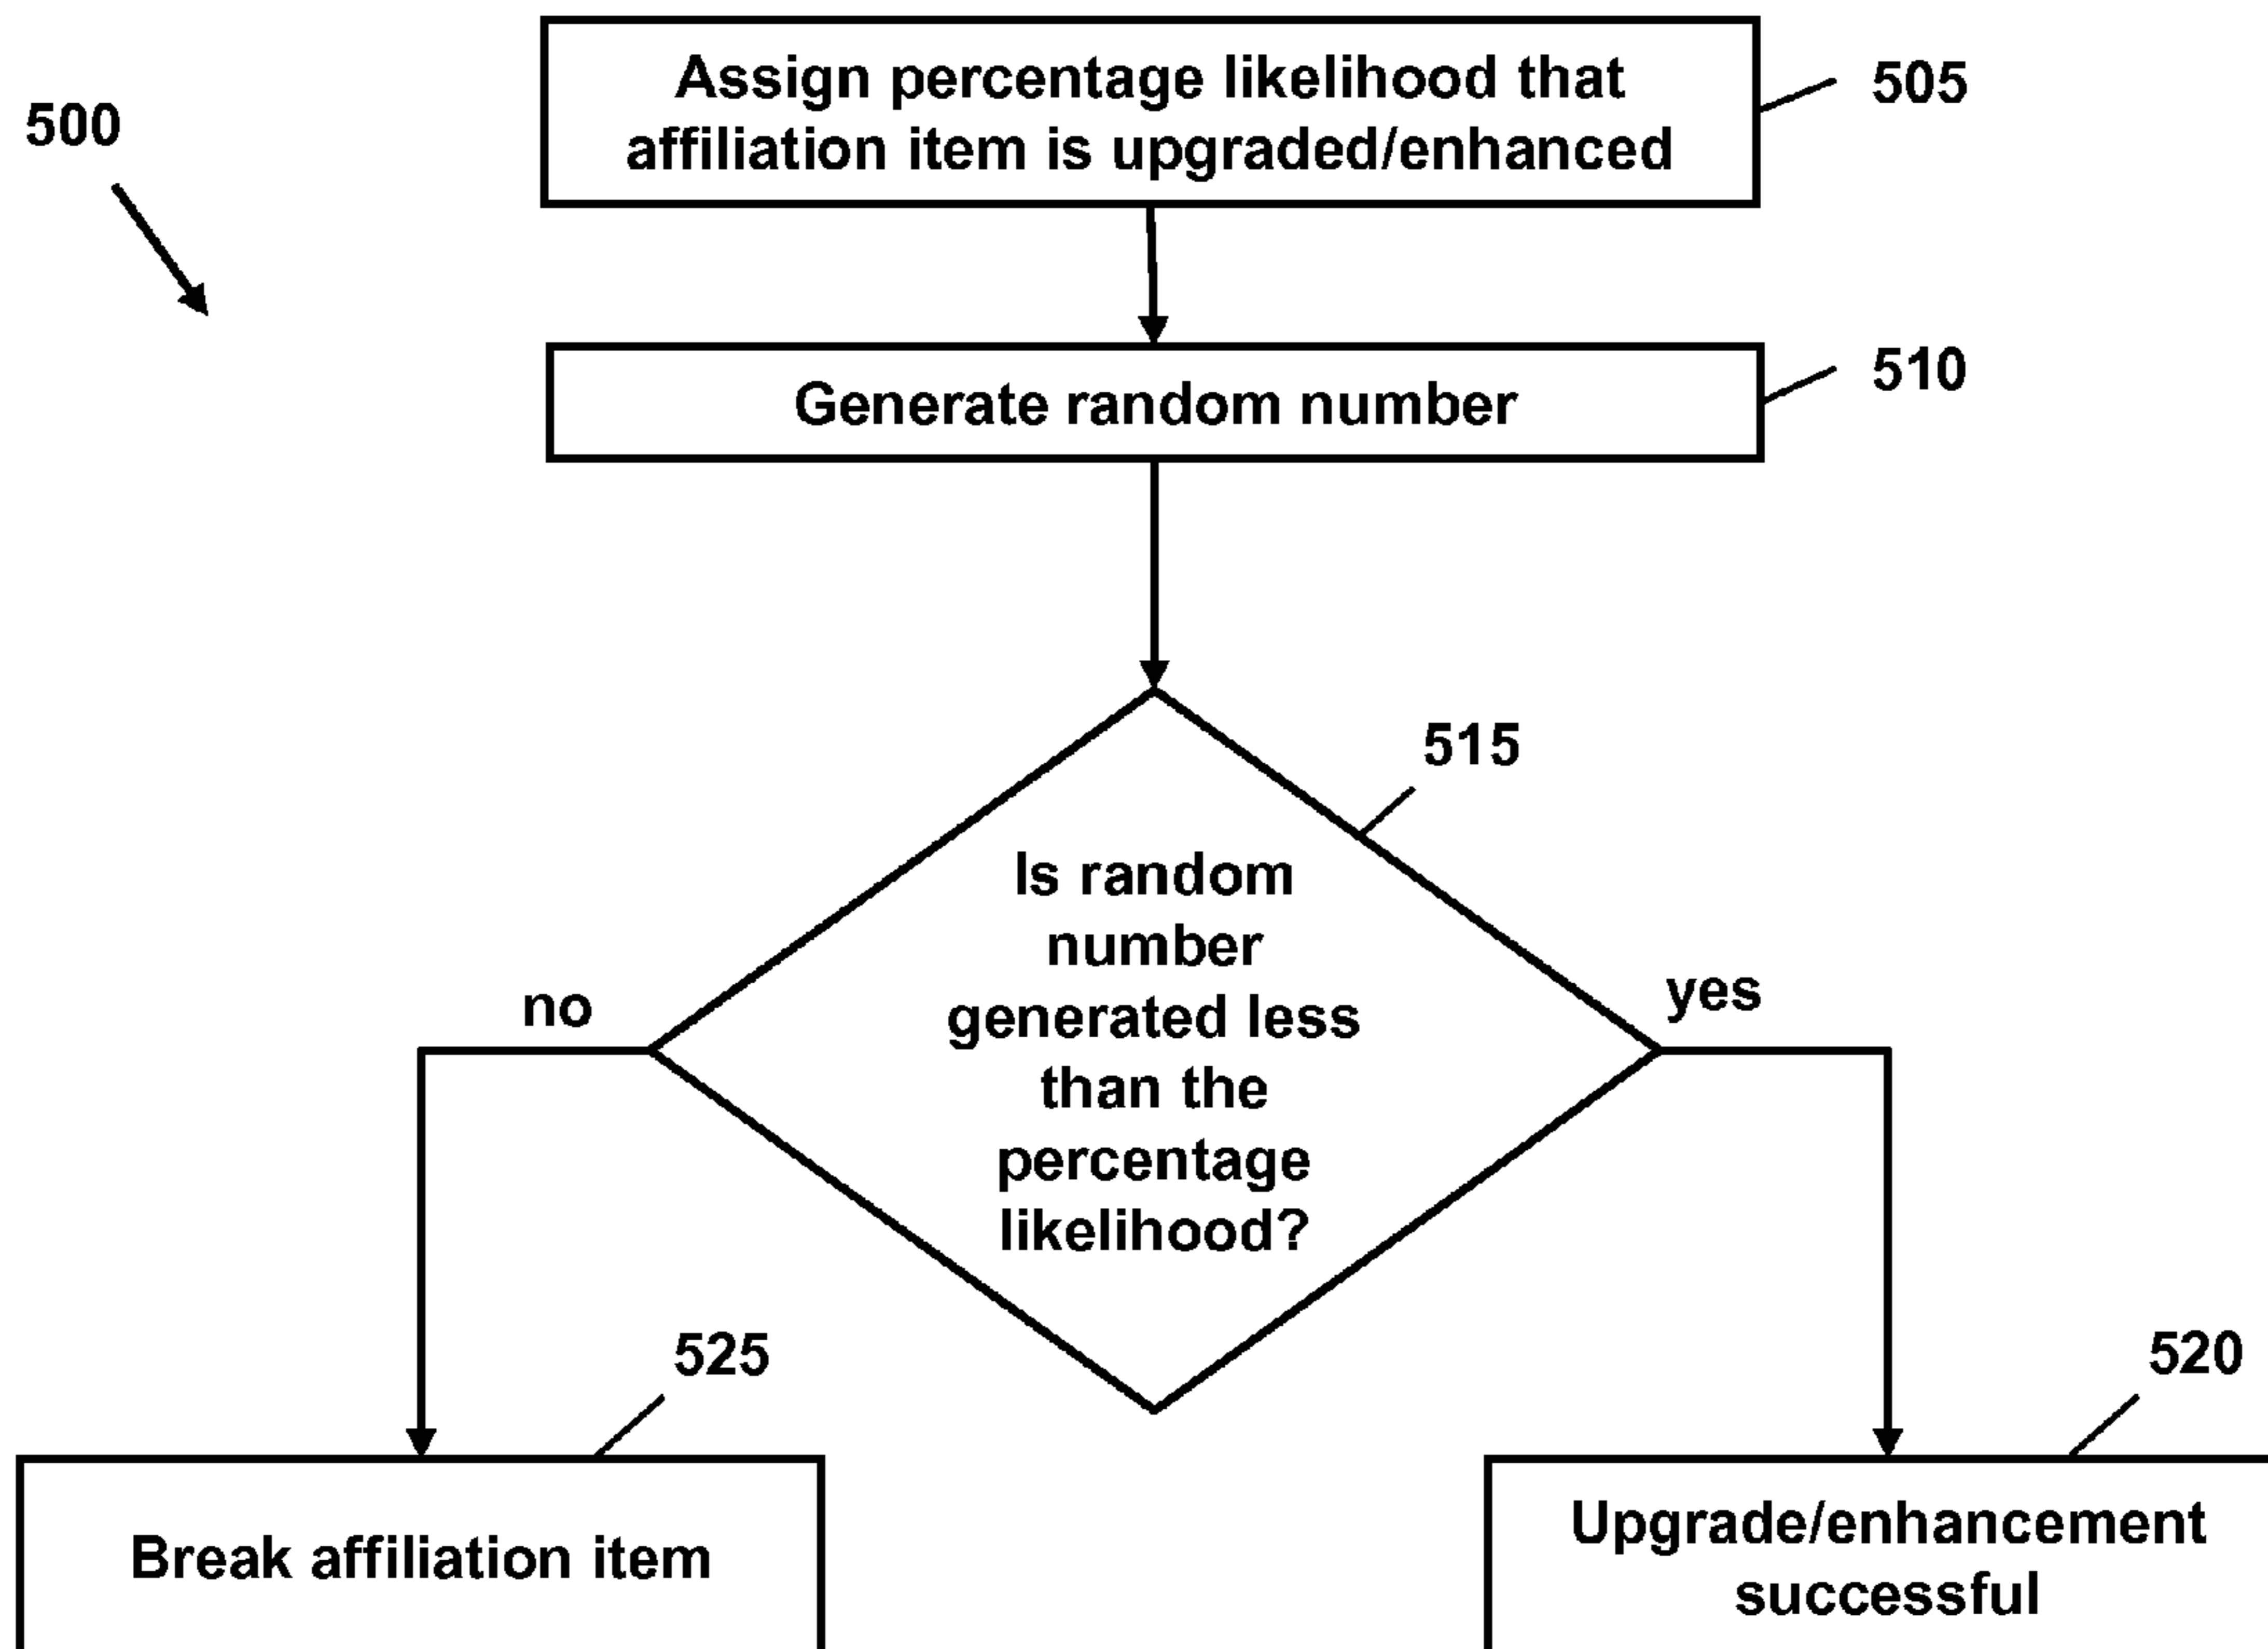 500
Assign percentage likelihood that
affiliation item is upgraded/enhanced
505
Generate random number
510
515
Is random
number
generated less
than the
percentage
likelihood?
no
yes
525
Break affiliation item
520
Upgrade/enhancement
successful